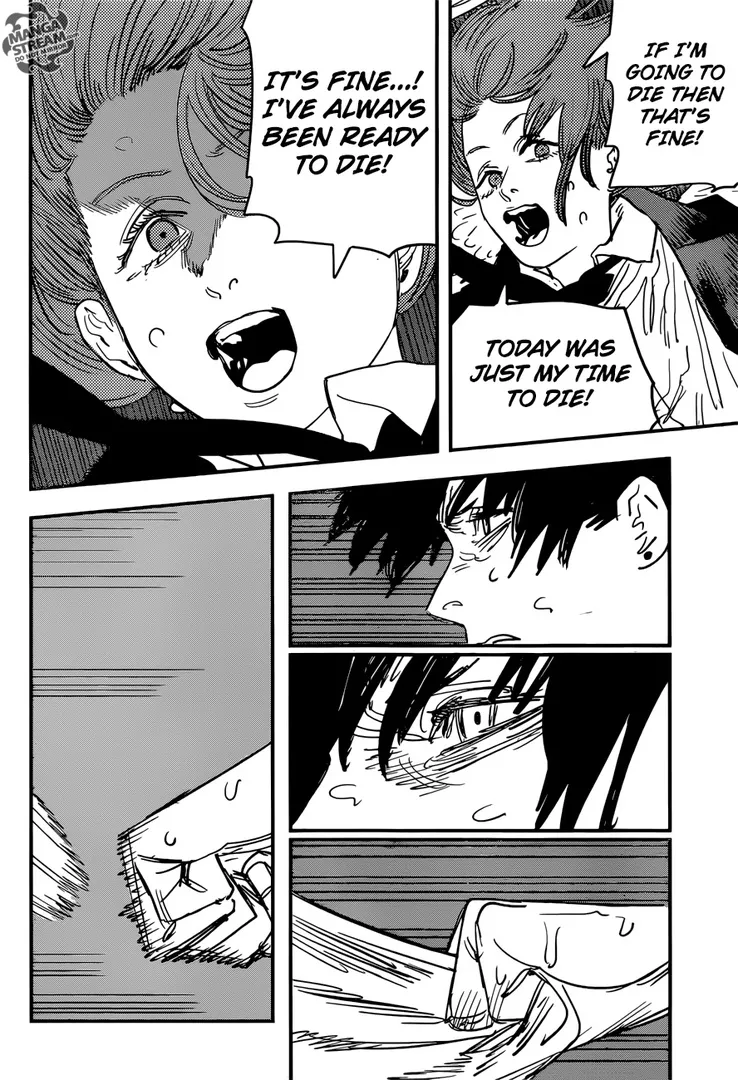 IF I'M
GOING TO
DIE THEN
THAT'S
FINE!
TODAY WAS
JUST MY TIME
TO DIE!
IT'S FINE...!
I'VE ALWAYS
BEEN READY
TO DIE!
MANGA
STREAM
DO NOT MIRROR